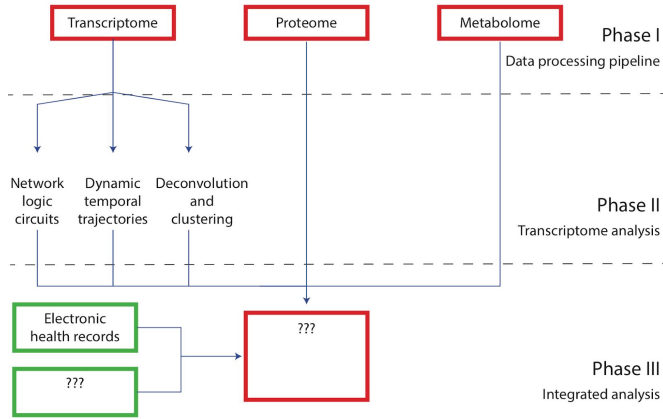 Transcriptome
Proteome
Metabolome
Phase I
Data processing pipeline
Network
logic
circuits
Dynamic
temporal
trajectories
Deconvolution
and
clustering
Phase II
Transcriptome analysis
Electronic
health records
???
???
Phase III
Integrated analysis